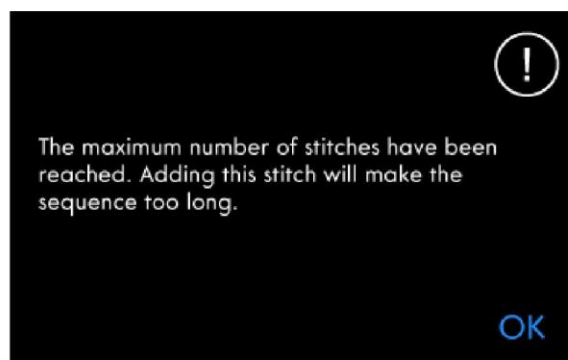 !
The maximum number of stitches have been
reached. Adding this stitch will make the
sequence too long.
OK